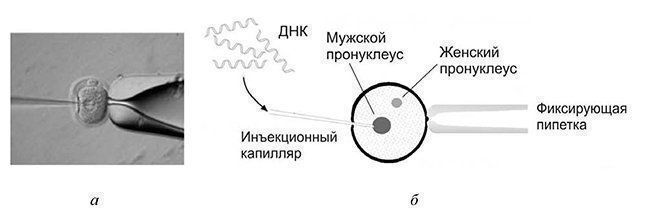 ДНК
Мужской
пронуклеус
Женский
пронуклеус
Инъекционный
капилляр
Фиксирующая
пипетка
а
б